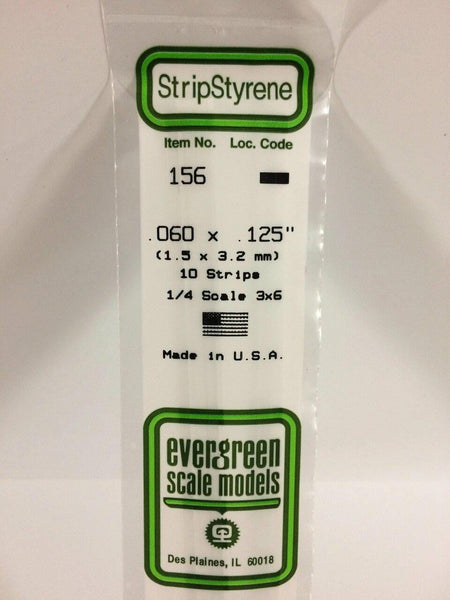 StripStyrene
Item No. Loc. Code
156
.060 x .125"
(1.5 x 3.2 mm)
10 Strips
1/4 Scale 3x6
Made in U.S.A.
evergreen
scale models
Des Plaines, IL 60018